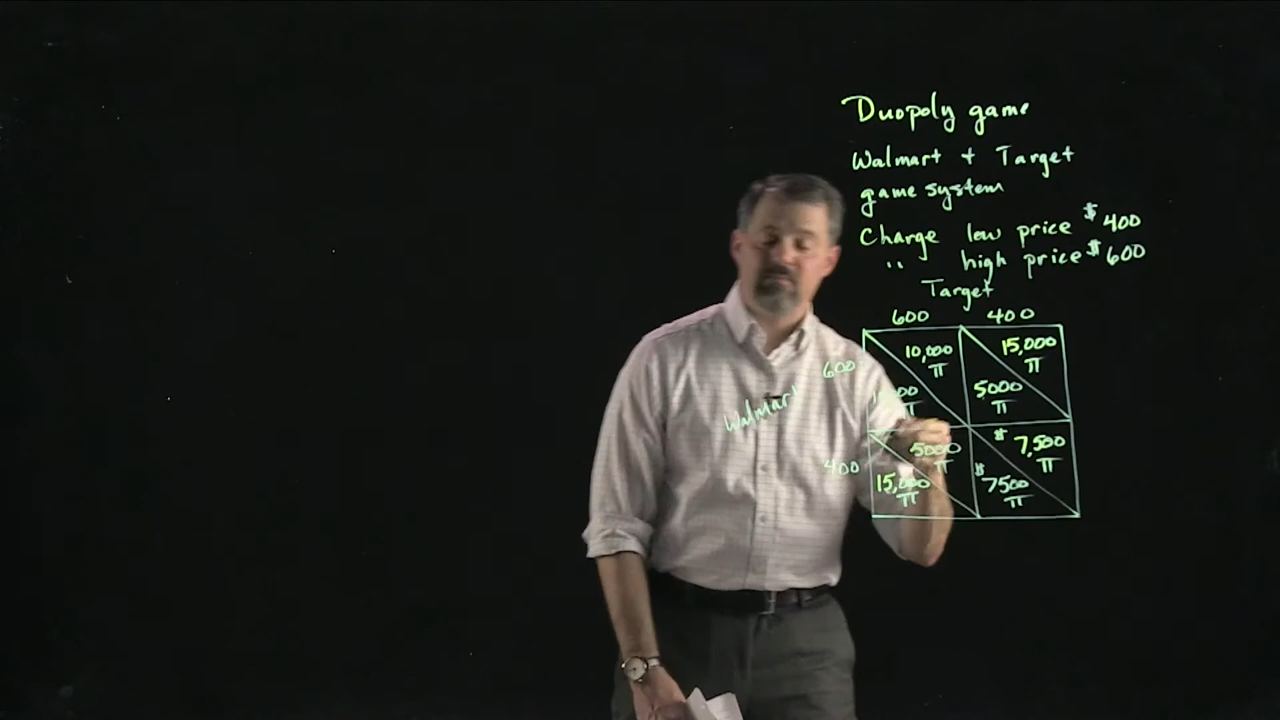 Duopoly game
Walmart + Target
game system
Charge low price $400
" high price $600
Target
600 400
10,000 15,000
π π
600
5000
π π
Walmart
5000 $ 7,500
π π
400
15,000 $ 7500
π π